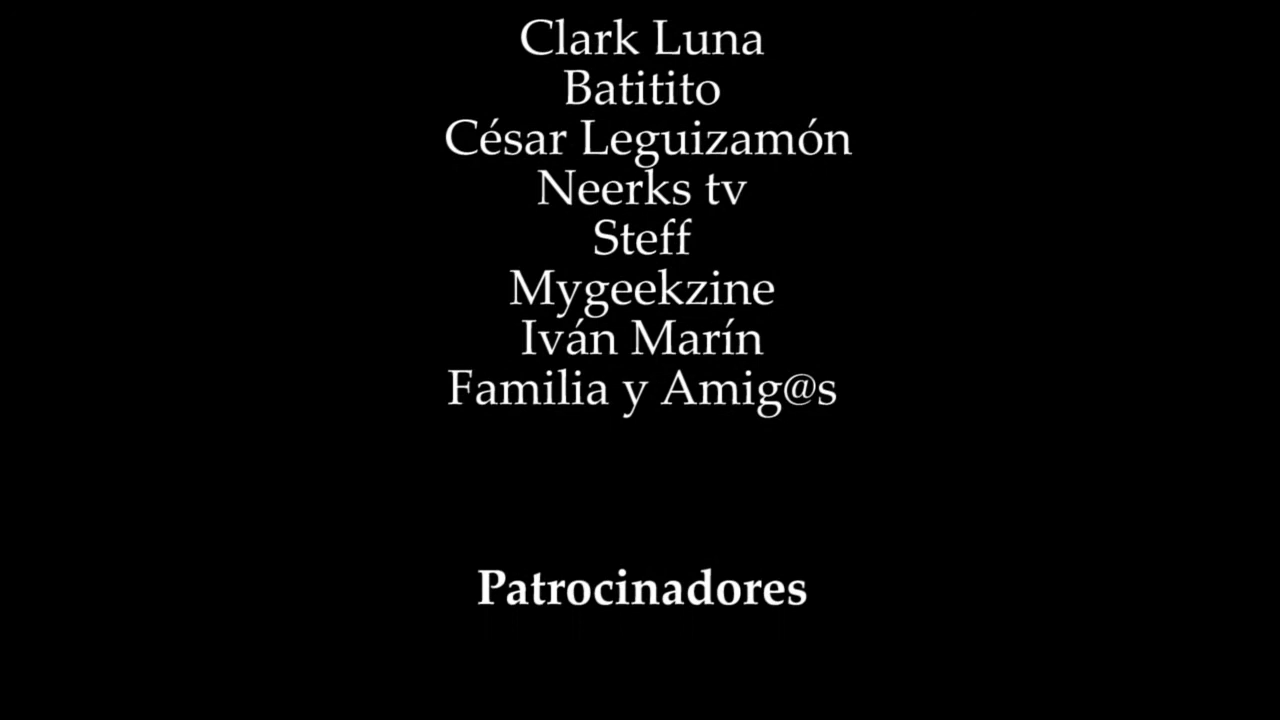 Clark Luna
Batitito
César Leguizamón
Neerks tv
Steff
Mygeekzine
Iván Marín
Familia y Amig@s
Patrocinadores